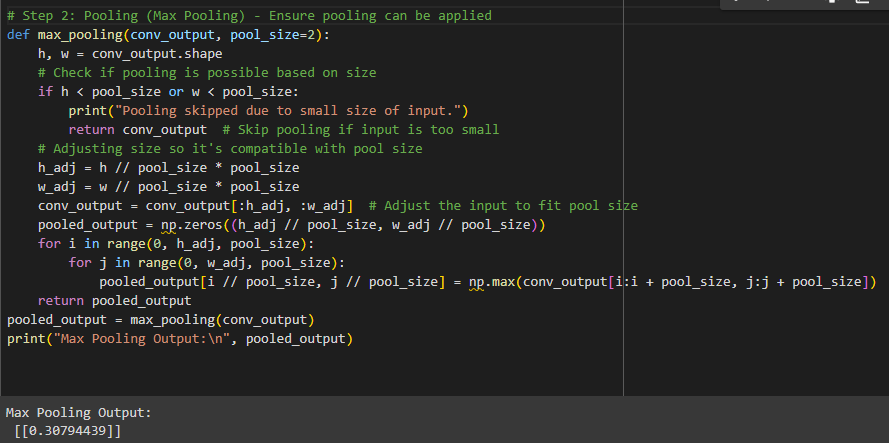 # Step 2: Pooling (Max Pooling) - Ensure pooling can be applied
def max_pooling(conv_output, pool_size=2):
    h, w = conv_output.shape
    # Check if pooling is possible based on size
    if h < pool_size or w < pool_size:
        print("Pooling skipped due to small size of input.")
        return conv_output  # Skip pooling if input is too small
    # Adjusting size so it's compatible with pool size
    h_adj = h // pool_size * pool_size
    w_adj = w // pool_size * pool_size
    conv_output = conv_output[:h_adj, :w_adj]  # Adjust the input to fit pool size
    pooled_output = np.zeros((h_adj // pool_size, w_adj // pool_size))
    for i in range(0, h_adj, pool_size):
        for j in range(0, w_adj, pool_size):
            pooled_output[i // pool_size, j // pool_size] = np.max(conv_output[i:i + pool_size, j:j + pool_size])
    return pooled_output
pooled_output = max_pooling(conv_output)
print("Max Pooling Output:\n", pooled_output)
Max Pooling Output:
 [[0.30794439]]